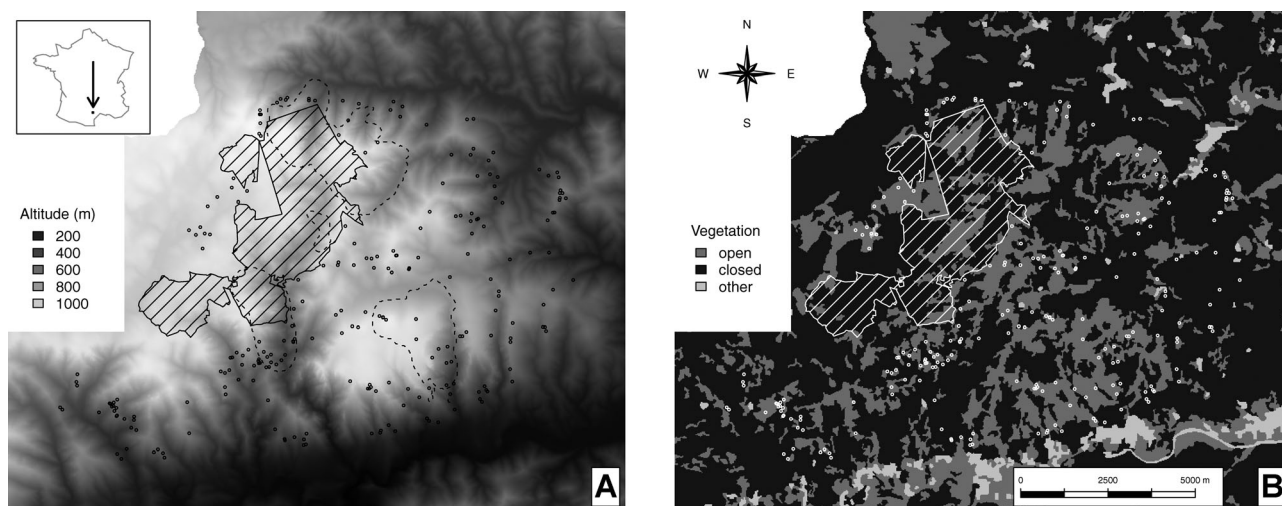 Altitude (m)
200
400
600
800
1000
A
N
W E
S
Vegetation
open
closed
other
0 2500 5000 m
B